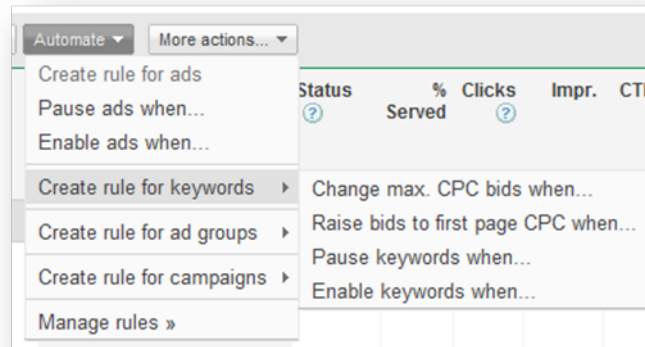 Automate More actions...
Create rule for ads
Pause ads when...
Enable ads when...
Create rule for keywords
Create rule for ad groups
Create rule for campaigns
Manage rules »
Status % Served Clicks Impr. CT
? ?
Change max. CPC bids when...
Raise bids to first page CPC when...
Pause keywords when...
Enable keywords when...